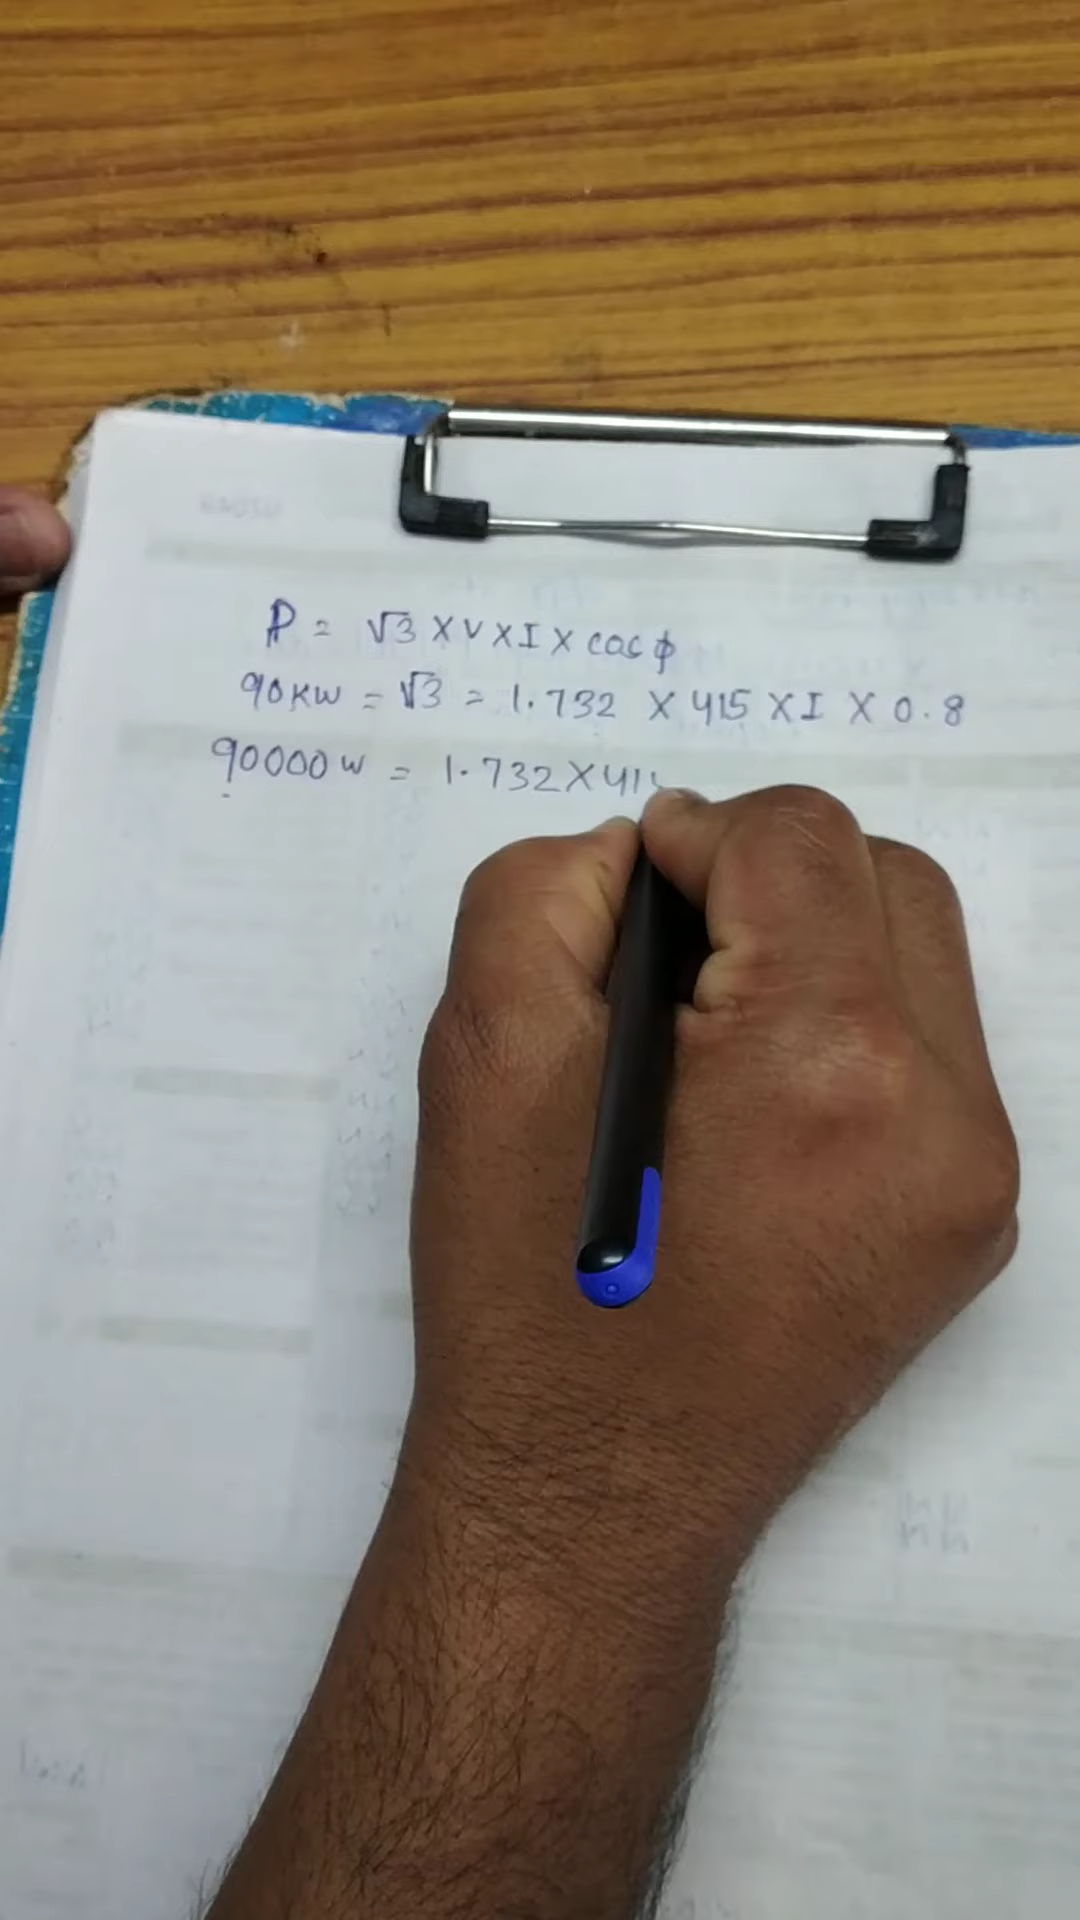 P = √3 X V X I X cos φ
90KW = √3 = 1.732 X 415 X I X 0.8
90000 W = 1.732 X 41